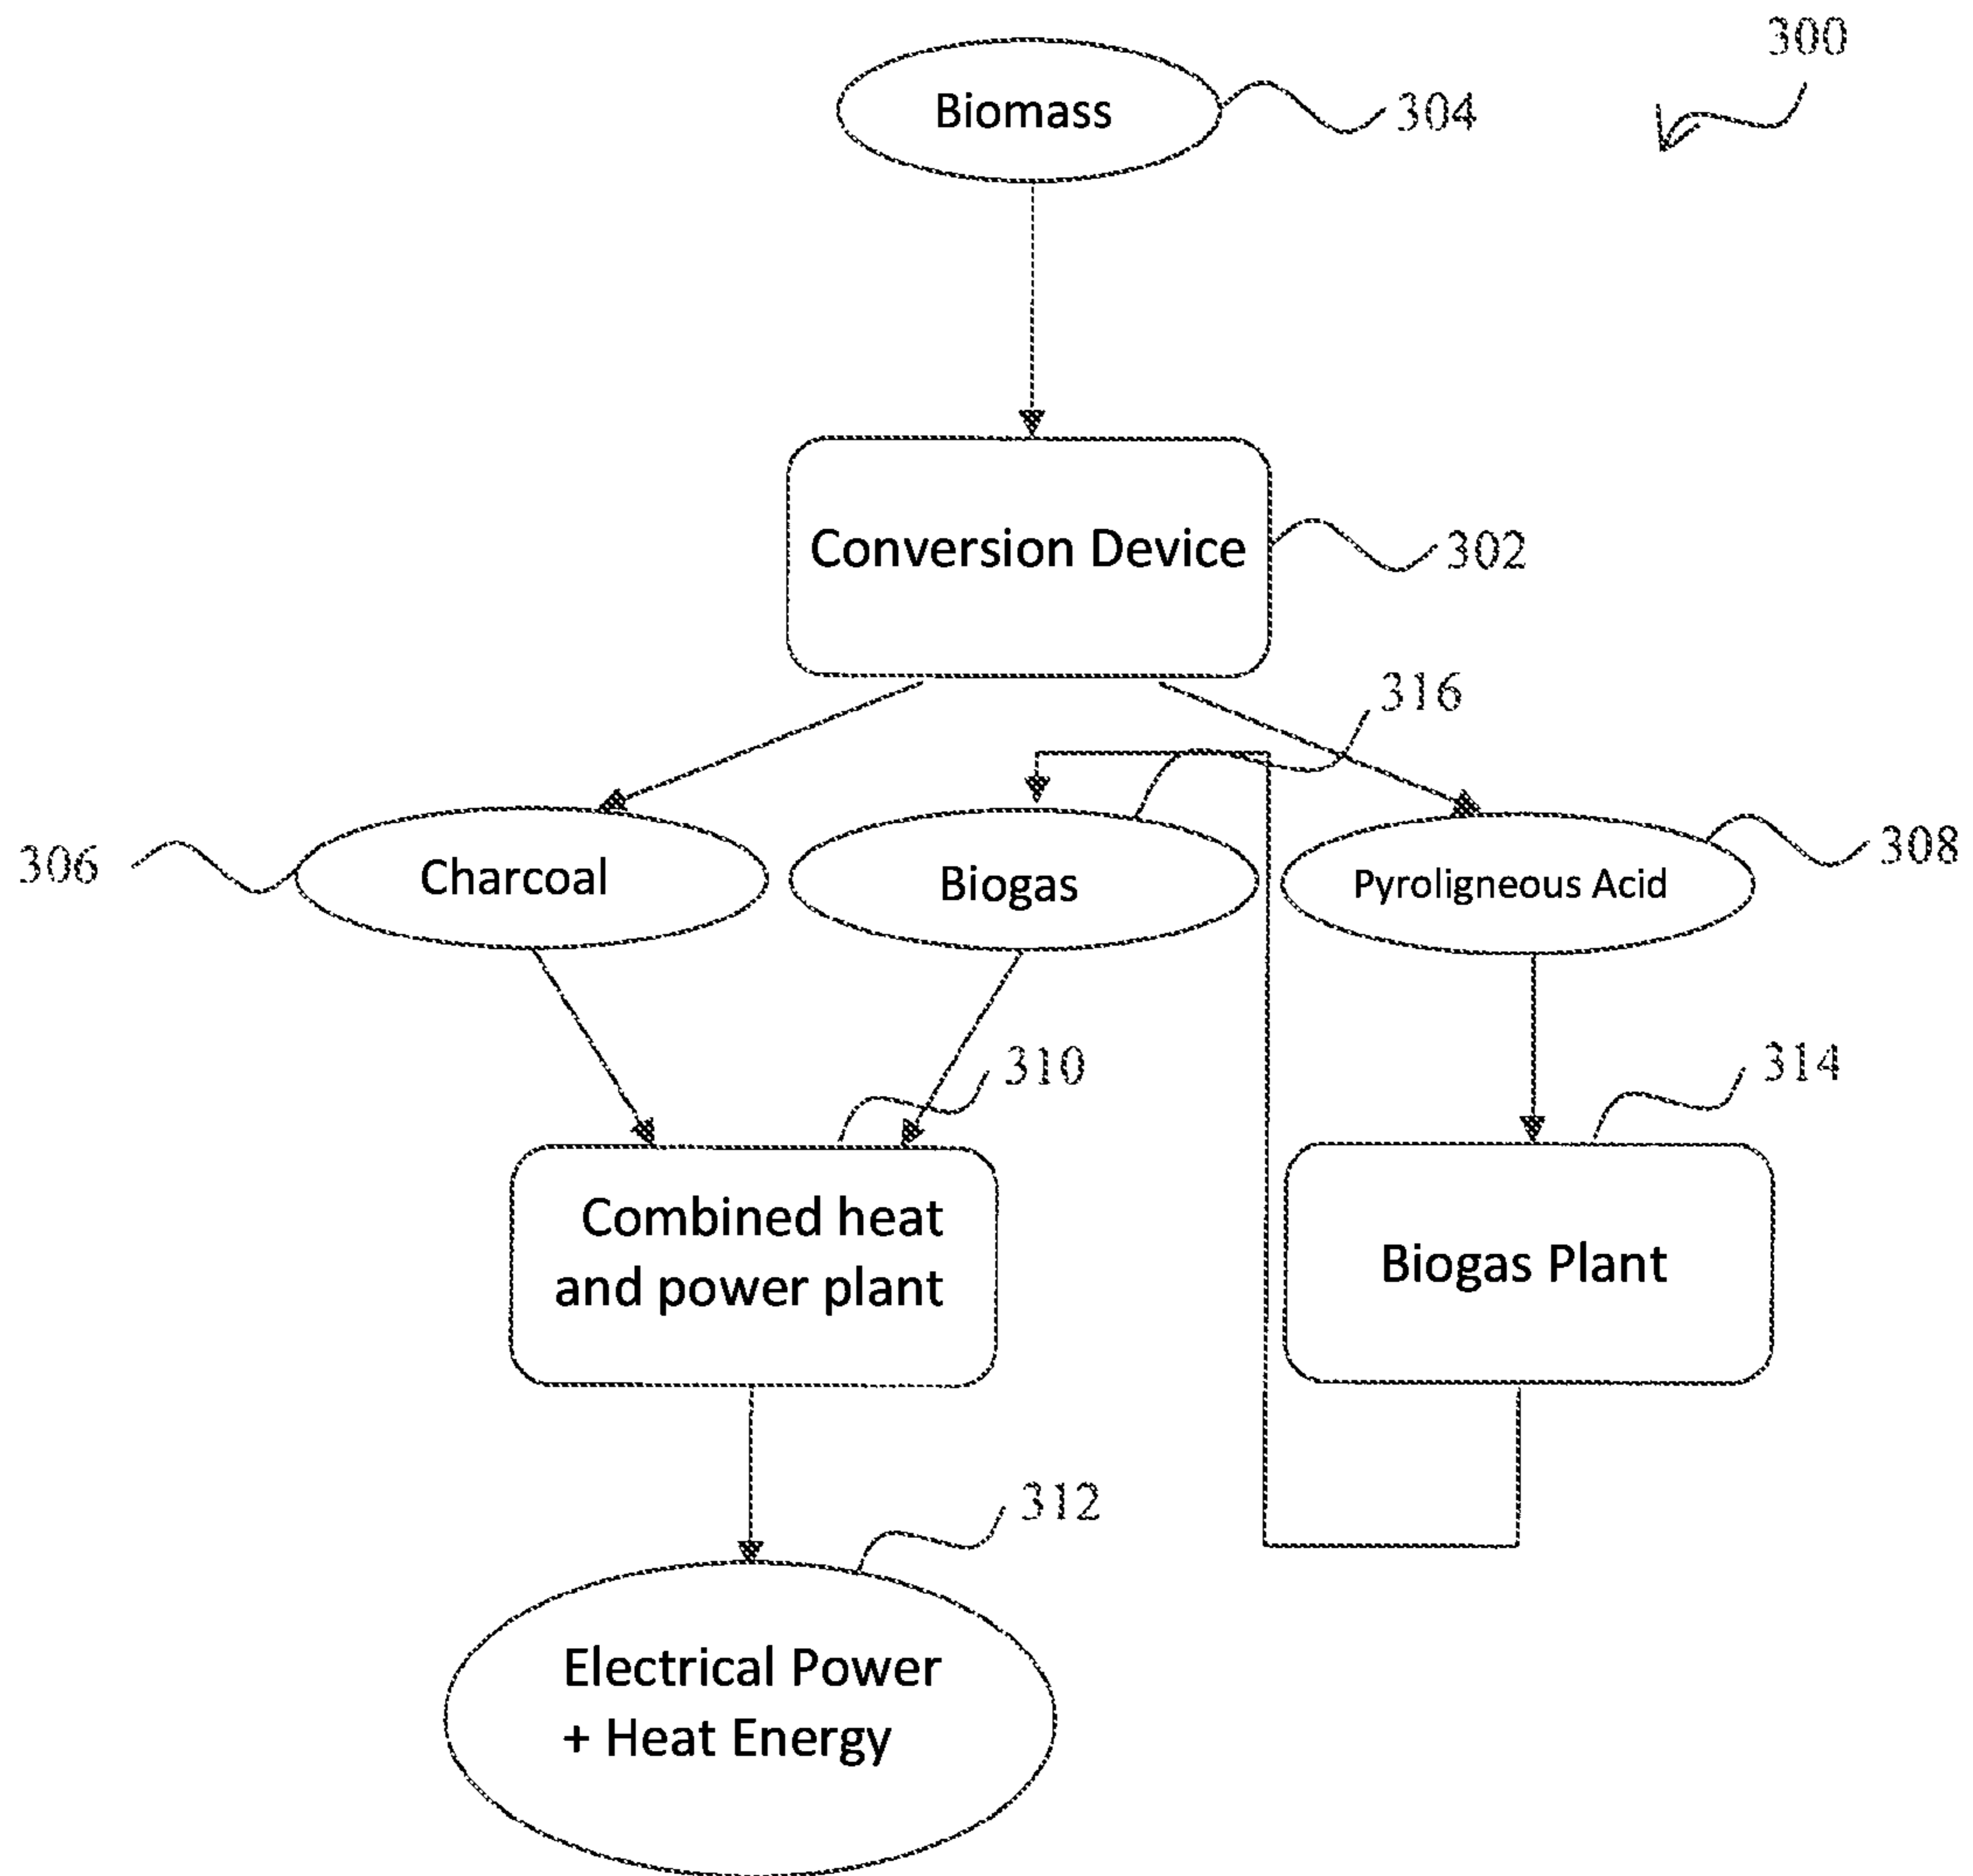 300
Biomass
304
Conversion Device
302
316
306
Charcoal
Biogas
Pyroligneous Acid
308
310
314
Combined heat
and power plant
Biogas Plant
312
Electrical Power
+ Heat Energy